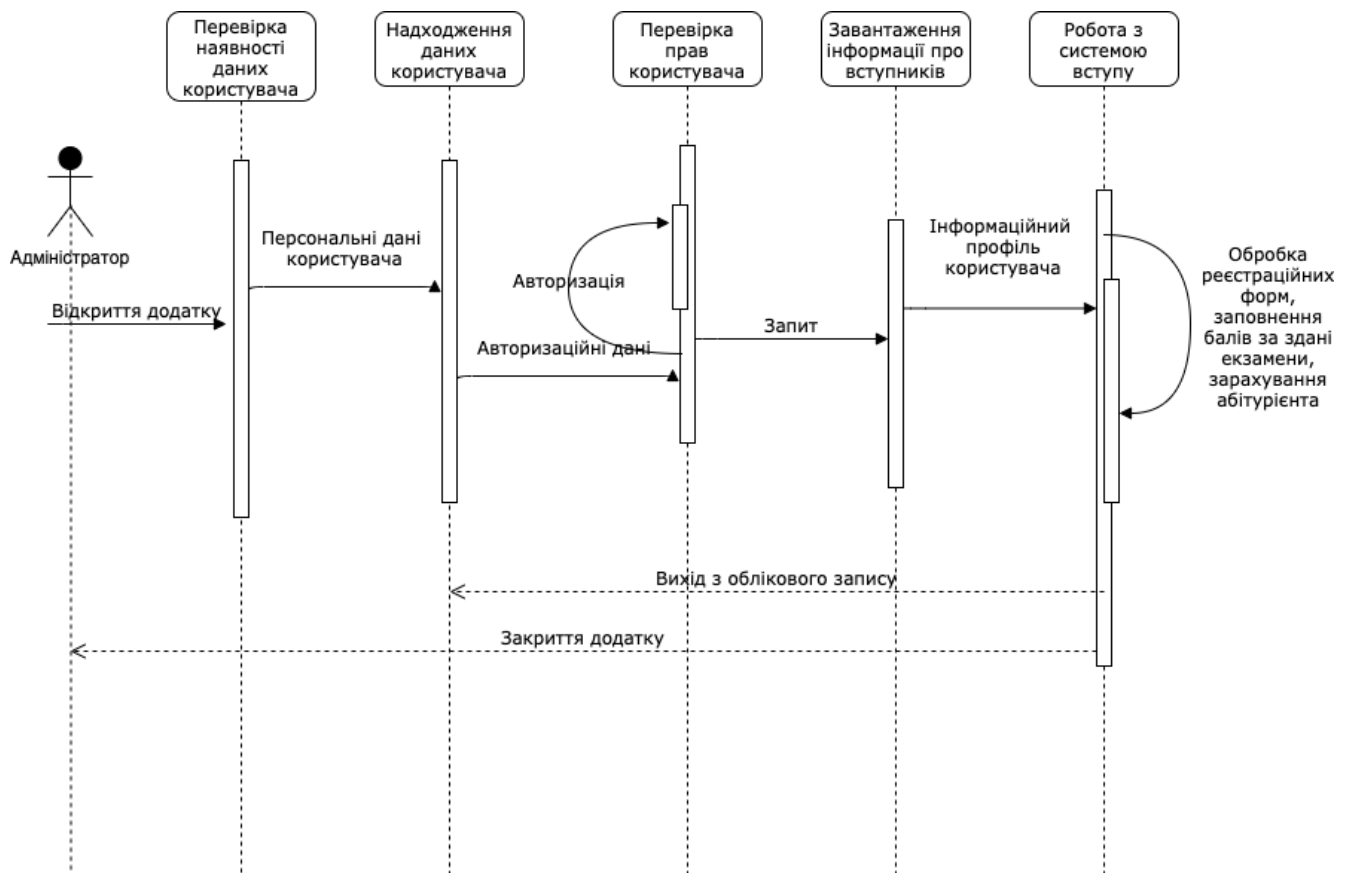 Перевірка
наявності
даних
користувача
Надходження
даних
користувача
Перевірка
прав
користувача
Завантаження
інформації про
вступників
Робота з
системою
вступу
Адміністратор
Відкриття додатку
Персональні дані
користувача
Авторизація
Авторизаційні дані
Запит
Інформаційний
профіль
користувача
Обробка
реєстраційних
форм,
заповнення
балів за здані
екзамени,
зарахування
абітурієнта
Вихід з облікового запису
Закриття додатку